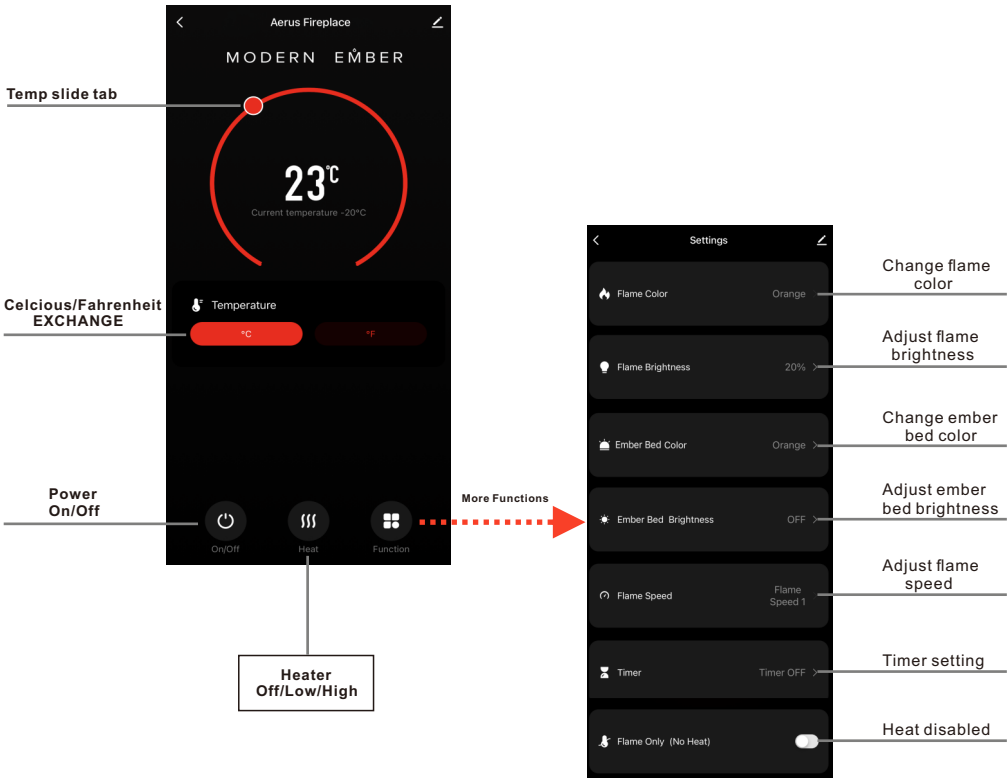 Aerus Fireplace
MODERN EMBER
Temp slide tab
23°C
Current temperature -20°C
Celcious/Fahrenheit
EXCHANGE
Temperature
°C
°F
Power
On/Off
On/Off
Heat
Function
More Functions
Heater
Off/Low/High
Settings
Flame Color
Orange
Change flame
color
Flame Brightness
20%
Adjust flame
brightness
Ember Bed Color
Orange
Change ember
bed color
Ember Bed Brightness
OFF
Adjust ember
bed brightness
Flame Speed
Flame
Speed 1
Adjust flame
speed
Timer
Timer OFF
Timer setting
Flame Only (No Heat)
Heat disabled